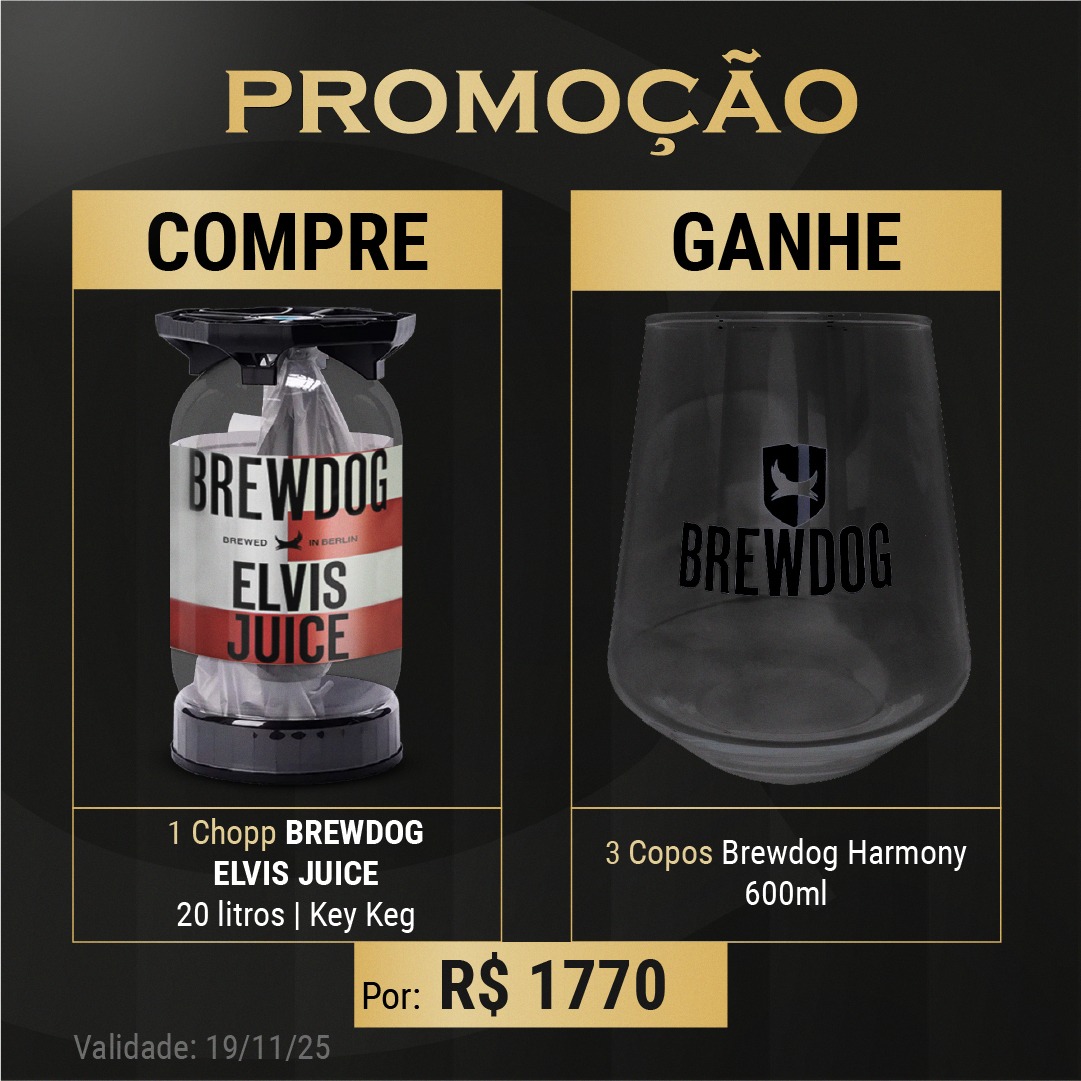 PROMOÇÃO
COMPRE
BREWDOG
BREWED IN BERLIN
ELVIS
JUICE
1 Chopp BREWDOG
ELVIS JUICE
20 litros | Key Keg
GANHE
BREWDOG
3 Copos Brewdog Harmony
600ml
Por: R$ 1770
Validade: 19/11/25